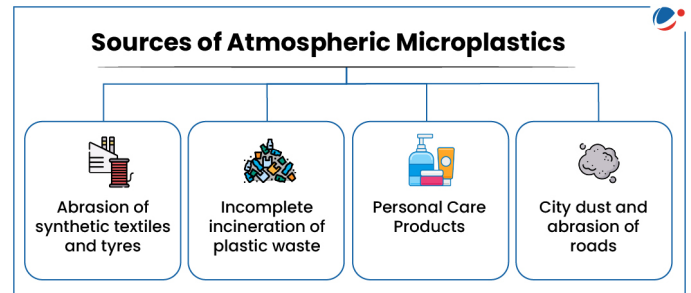 Sources of Atmospheric Microplastics
Abrasion of
synthetic textiles
and tyres
Incomplete
incineration of
plastic waste
Personal Care
Products
City dust and
abrasion of
roads